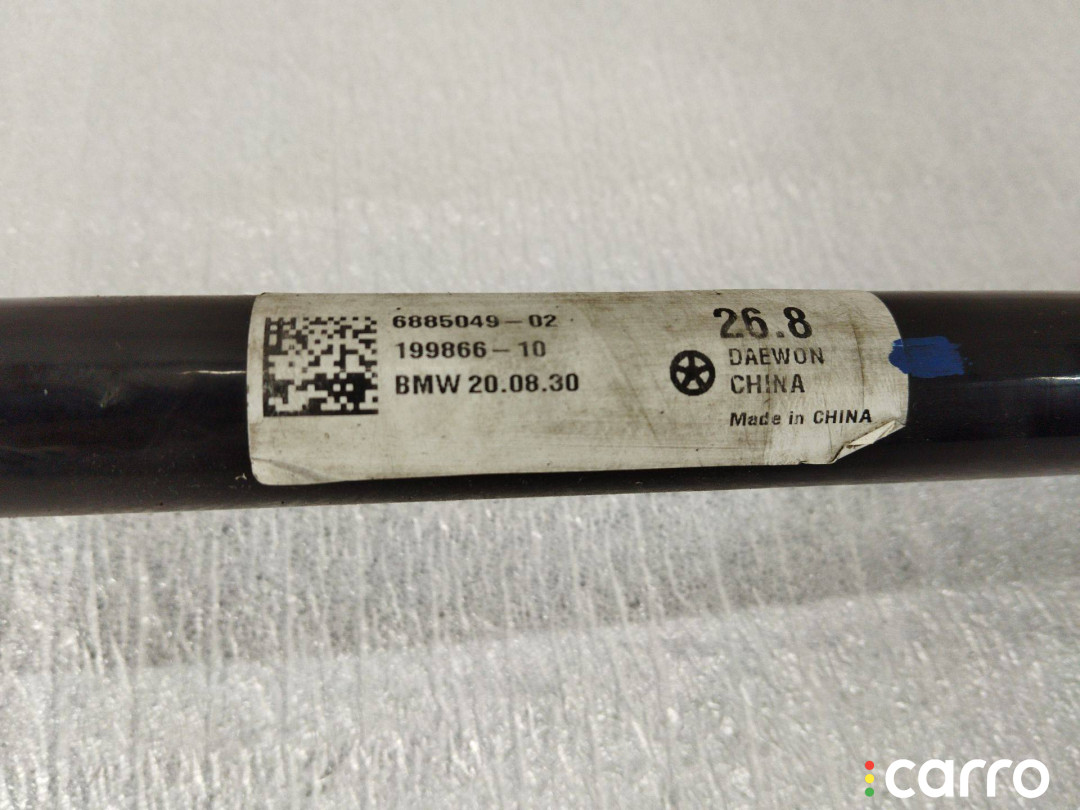 6885049-02
199866-10
BMW 20.08.30
26.8
DAEWON
CHINA
Made in CHINA
carro